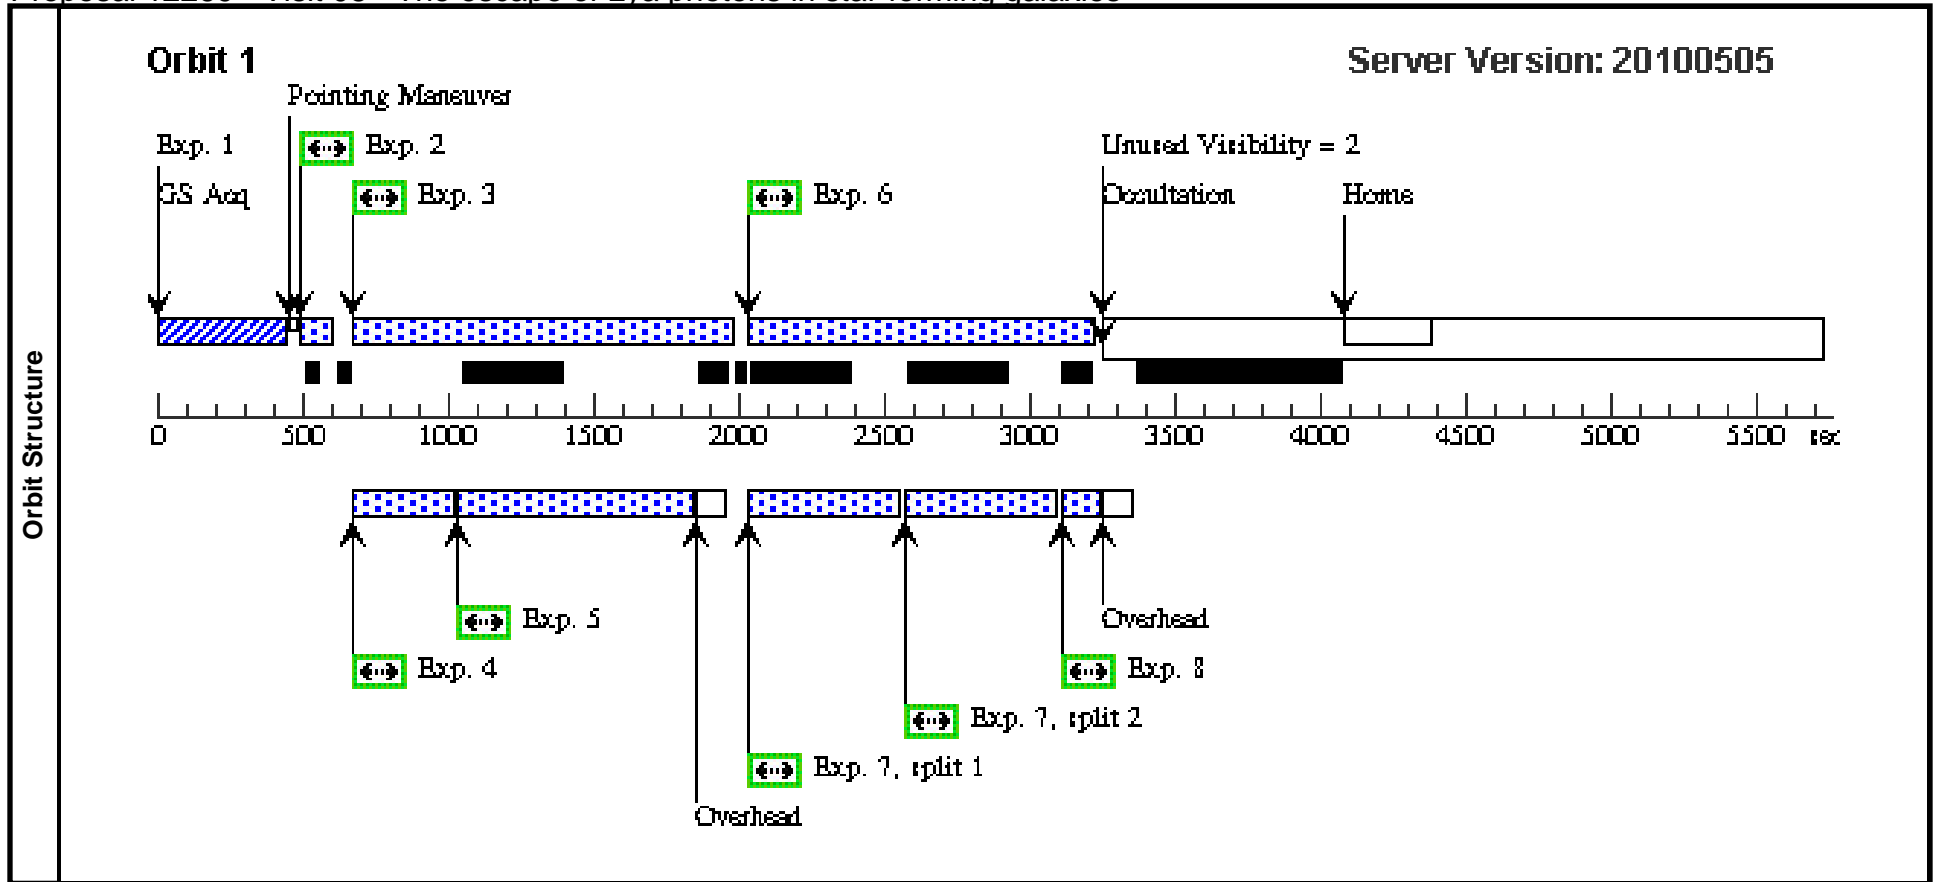 Orbit 1
Server Version: 20100505
Pointing Maneuver
Exp. 1
Exp. 2
Unused Visibility = 2
GS Acq
Exp. 3
Exp. 6
Occultation
Home
0 500 1000 1500 2000 2500 3000 3500 4000 4500 5000 5500 sec
Orbit Structure
Exp. 5
Overhead
Exp. 4
Exp. 8
Exp. 7, split 2
Exp. 7, split 1
Overhead